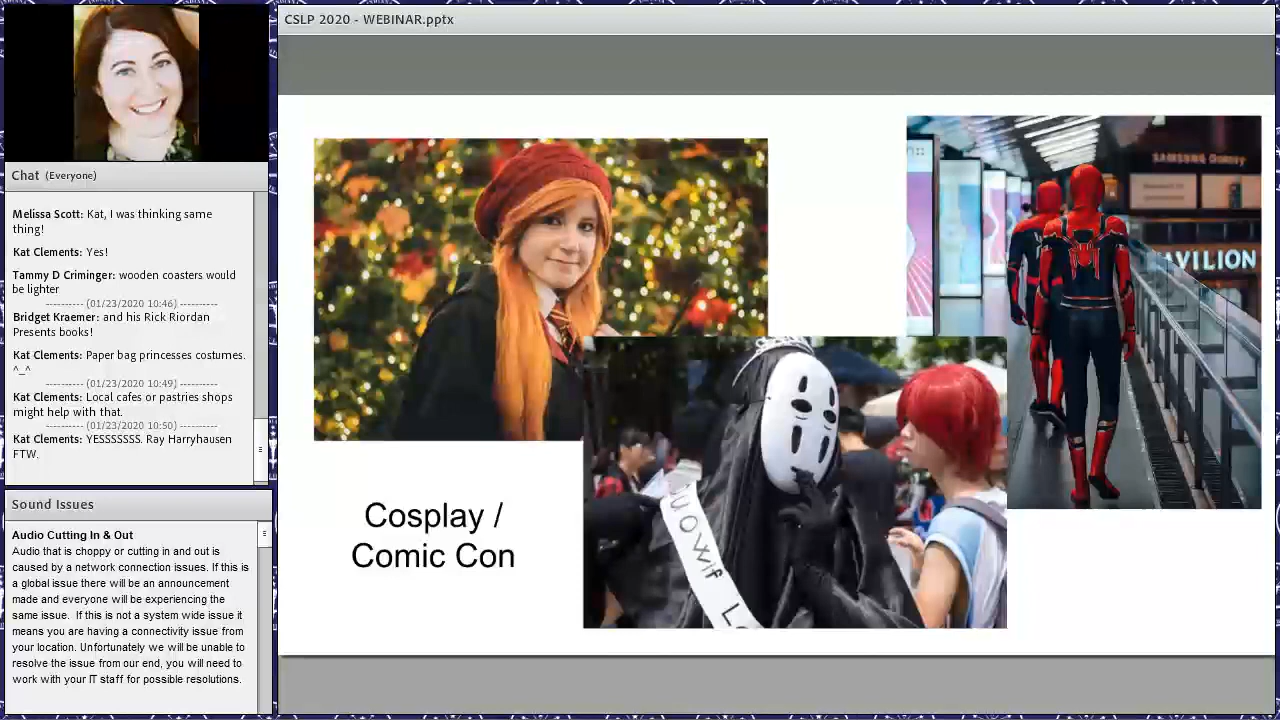 CSLP 2020 - WEBINAR.pptx
Chat (Everyone)
Melissa Scott: Kat, I was thinking same
thing!
Kat Clements: Yes!
Tammy D Criminger: wooden coasters would
be lighter
---------- (01/23/2020 10:46) ----------
Bridget Kraemer: and his Rick Riordan
Presents books!
Kat Clements: Paper bag princesses costumes.
^_^
---------- (01/23/2020 10:49) ----------
Kat Clements: Local cafes or pastries shops
might help with that.
---------- (01/23/2020 10:50) ----------
Kat Clements: YESSSSSSS. Ray Harryhausen
FTW.
Sound Issues
Audio Cutting In & Out
Audio that is choppy or cutting in and out is
caused by a network connection issues. If this is
a global issue there will be an announcement
made and everyone will be experiencing the
same issue.  If this is not a system wide issue it
means you are having a connectivity issue from
your location. Unfortunately we will be unable to
resolve the issue from our end, you will need to
work with your IT staff for possible resolutions.
SAMSUNG Galaxy
AVILION
Cosplay /
Comic Con